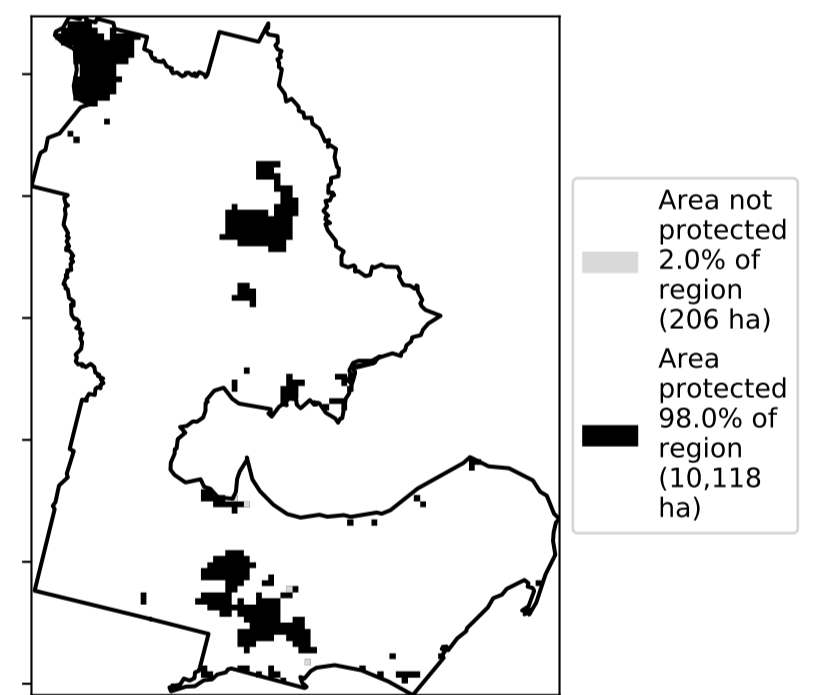 Area not
protected
2.0% of
region
(206 ha)
Area
protected
98.0% of
region
(10,118
ha)